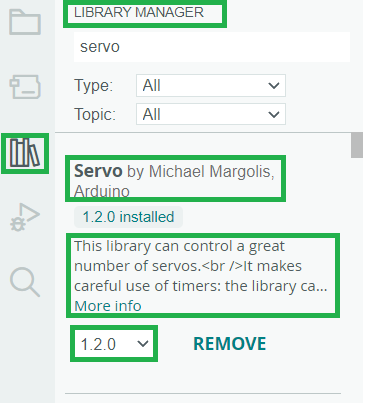 LIBRARY MANAGER
servo
Type: All
Topic: All
Servo by Michael Margolis,
Arduino
1.2.0 installed
This library can control a great
number of servos.<br />It makes
careful use of timers: the library ca...
More info
1.2.0 REMOVE